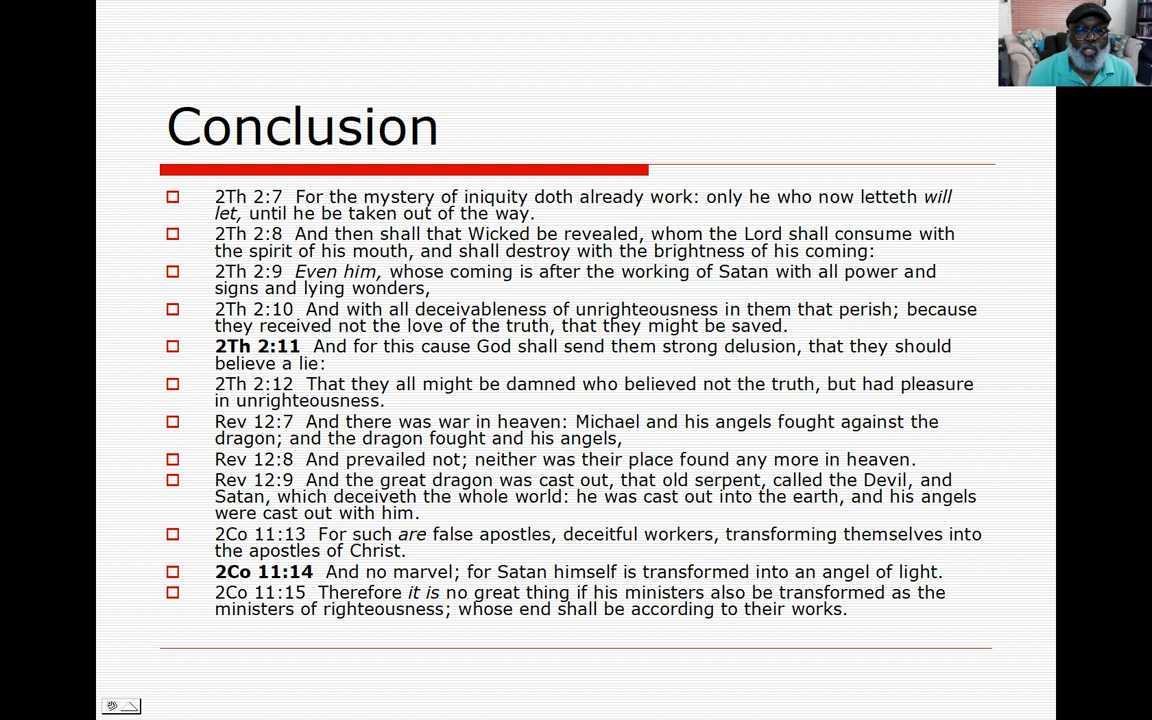 Conclusion
2Th 2:7 For the mystery of iniquity doth already work: only he who now letteth will
let, until he be taken out of the way.
2Th 2:8 And then shall that Wicked be revealed, whom the Lord shall consume with
the spirit of his mouth, and shall destroy with the brightness of his coming:
2Th 2:9 Even him, whose coming is after the working of Satan with all power and
signs and lying wonders,
2Th 2:10 And with all deceivableness of unrighteousness in them that perish; because
they received not the love of the truth, that they might be saved.
2Th 2:11 And for this cause God shall send them strong delusion, that they should
believe a lie:
2Th 2:12 That they all might be damned who believed not the truth, but had pleasure
in unrighteousness.
Rev 12:7 And there was war in heaven: Michael and his angels fought against the
dragon; and the dragon fought and his angels,
Rev 12:8 And prevailed not; neither was their place found any more in heaven.
Rev 12:9 And the great dragon was cast out, that old serpent, called the Devil, and
Satan, which deceiveth the whole world: he was cast out into the earth, and his angels
were cast out with him.
2Co 11:13 For such are false apostles, deceitful workers, transforming themselves into
the apostles of Christ.
2Co 11:14 And no marvel; for Satan himself is transformed into an angel of light.
2Co 11:15 Therefore it is no great thing if his ministers also be transformed as the
ministers of righteousness; whose end shall be according to their works.